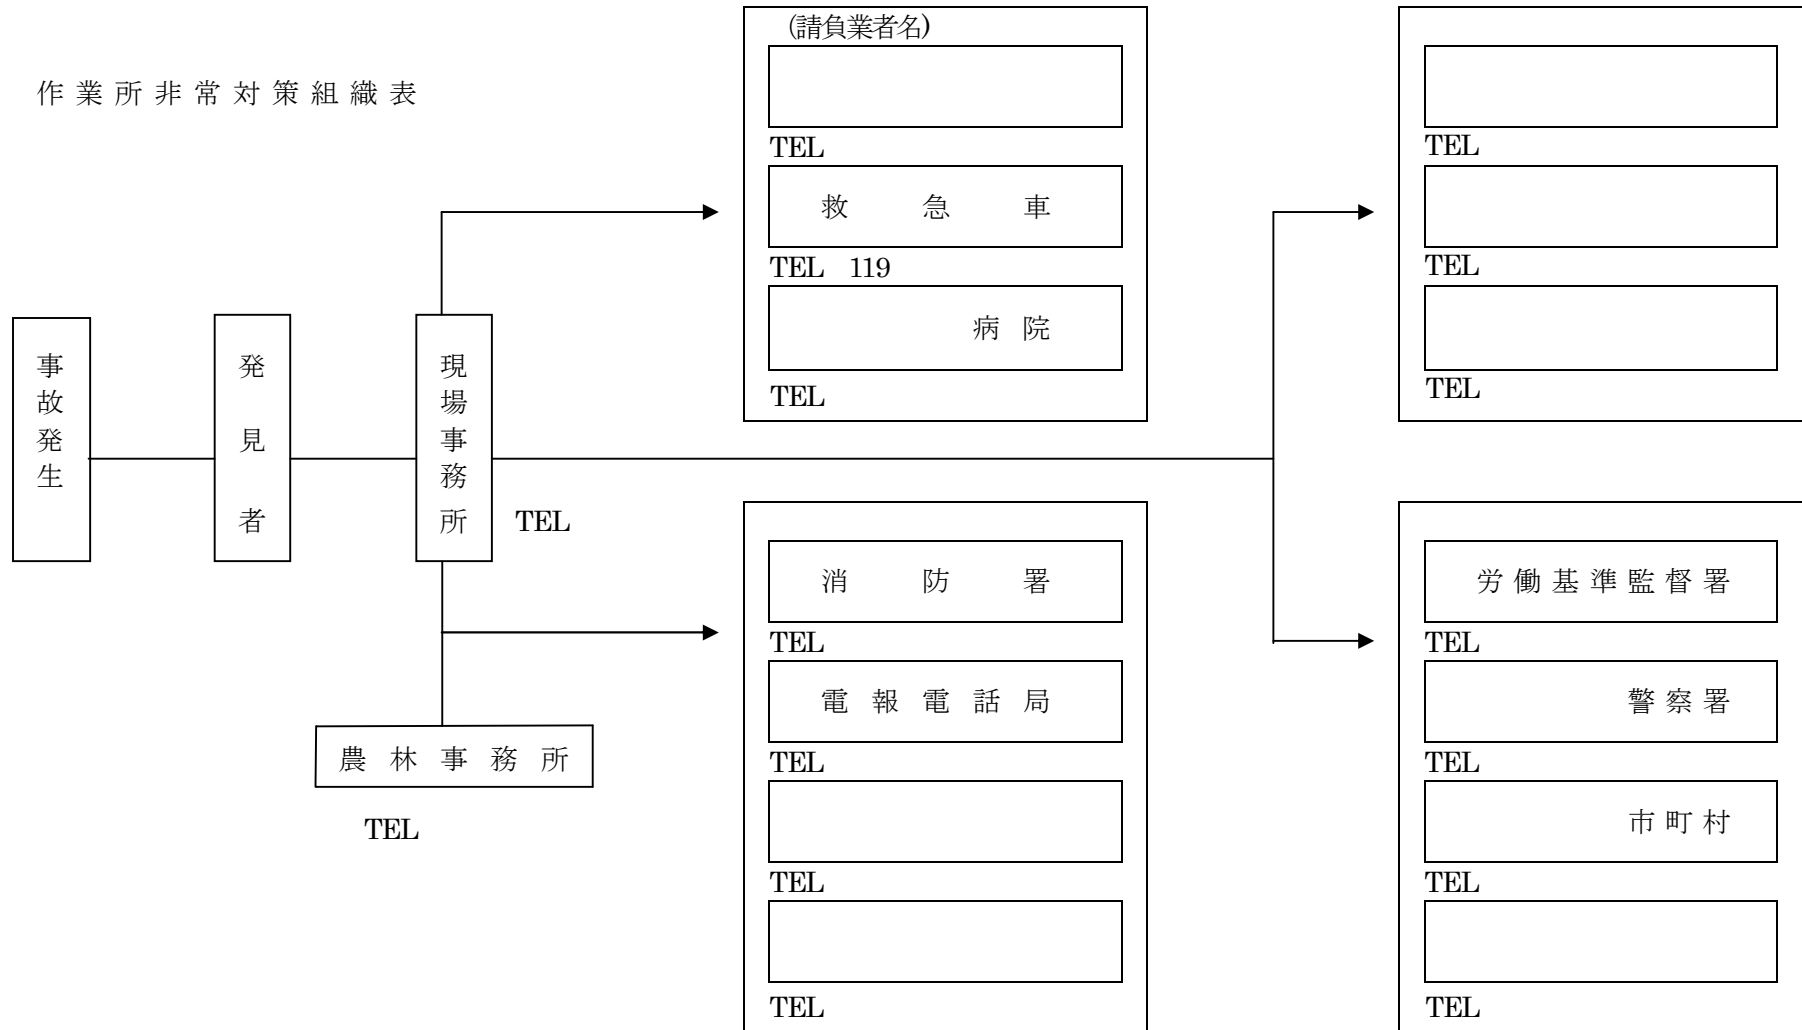 作業所非常対策組織表
事故発生
発見者
現場事務所
TEL
農林事務所
TEL
(請負業者名)
TEL
救急車
TEL 119
病院
TEL
消防署
TEL
電報電話局
TEL
TEL
TEL
TEL
TEL
TEL
労働基準監督署
TEL
警察署
TEL
市町村
TEL
TEL